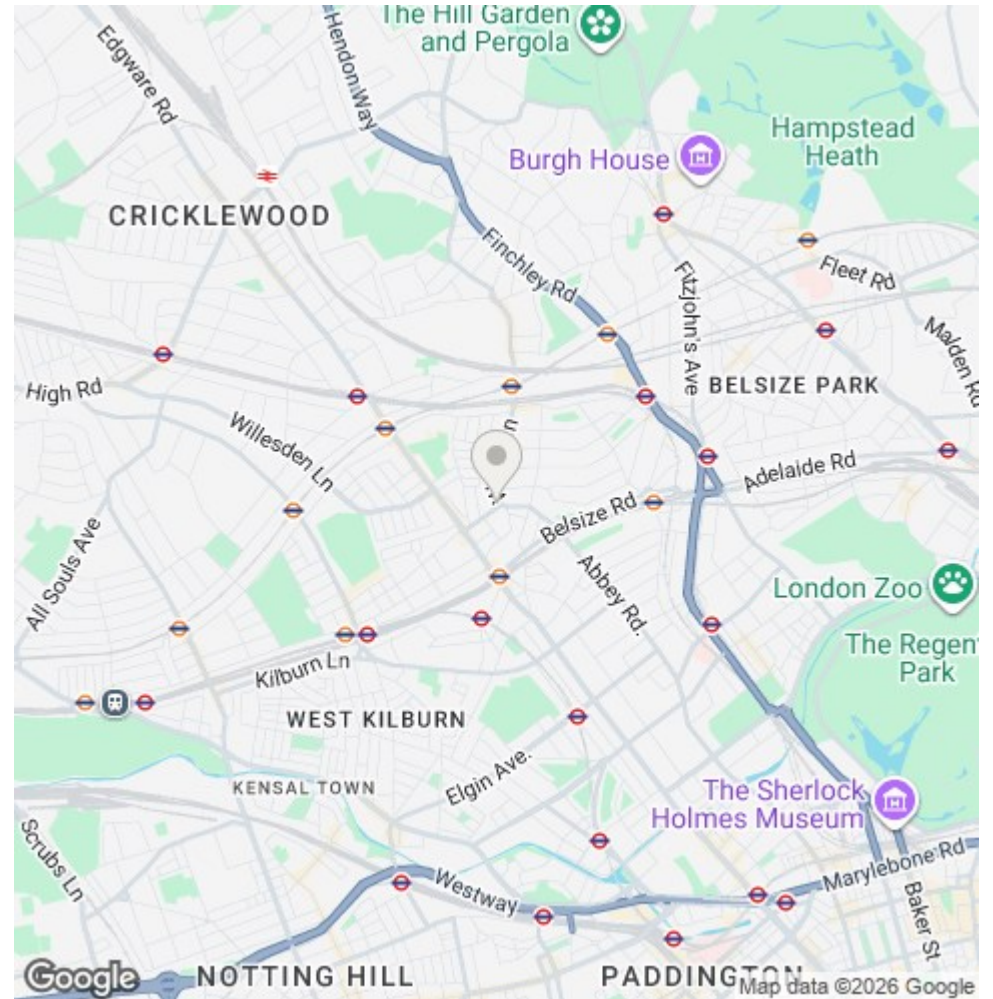 The Hill Garden
and Pergola
Edgware Rd
Hendon Way
Hampstead
Heath
Burgh House
CRICKLEWOOD
Finchley Rd
Fitzjohn's Ave
Fleet Rd
Malden Rd
High Rd
BELSIZE PARK
Willesden Ln
Adelaide Rd
Belsize Rd
All Souls Ave
Abbey Rd.
London Zoo
The Regen
Park
Kilburn Ln
WEST KILBURN
Elgin Ave.
KENSAL TOWN
The Sherlock
Holmes Museum
Scrubs Ln
Westway
Marylebone Rd
Baker St
NOTTING HILL
PADDINGTON
Google
Map data ©2026 Google